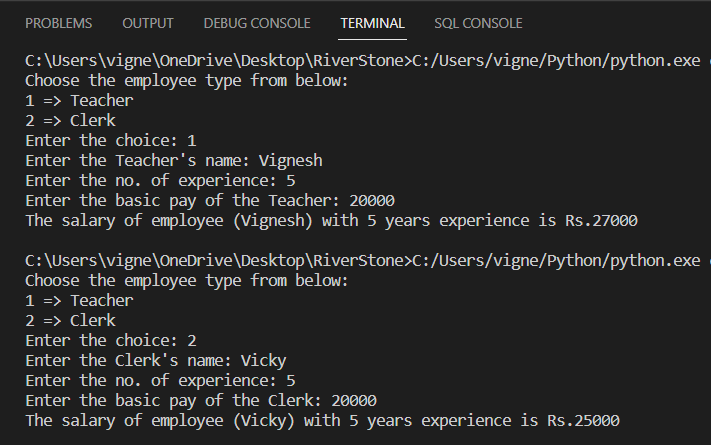 PROBLEMS OUTPUT DEBUG CONSOLE TERMINAL SQL CONSOLE
C:\Users\vigne\OneDrive\Desktop\RiverStone>C:/Users/vigne/Python/python.exe
Choose the employee type from below:
1 => Teacher
2 => Clerk
Enter the choice: 1
Enter the Teacher's name: Vignesh
Enter the no. of experience: 5
Enter the basic pay of the Teacher: 20000
The salary of employee (Vignesh) with 5 years experience is Rs.27000
C:\Users\vigne\OneDrive\Desktop\RiverStone>C:/Users/vigne/Python/python.exe
Choose the employee type from below:
1 => Teacher
2 => Clerk
Enter the choice: 2
Enter the Clerk's name: Vicky
Enter the no. of experience: 5
Enter the basic pay of the Clerk: 20000
The salary of employee (Vicky) with 5 years experience is Rs.25000